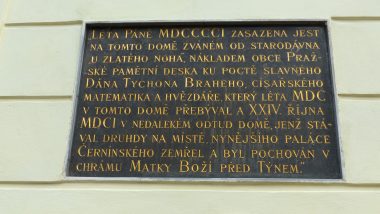 "LÉTA PÁNĚ MDCCCCI ZASAZENA JEST
NA TOMTO DOMĚ ZVANÉM OD STARODÁVNA
„U ZLATÉHO NOHA„ NÁKLADEM OBCE PRAŽ-
SKÉ PAMĚTNÍ DESKA KU POCTĚ SLAVNÉHO
DÁNA TYCHONA BRAHEHO, CÍSAŘSKÉHO
MATEMATIKA A HVĚZDÁŘE, KTERÝ LÉTA MDC
V TOMTO DOMĚ PŘEBÝVAL A XXIV. ŘÍJNA
MDCI V NEDALEKÉM ODTUD DOMĚ, JENŽ STÁ-
VAL DRUHDY NA MÍSTĚ NYNĚJŠÍHO PALÁCE
ČERNÍNSKÉHO ZEMŘEL A BYL POCHOVÁN V
CHRÁMU MATKY BOŽÍ PŘED TÝNEM."